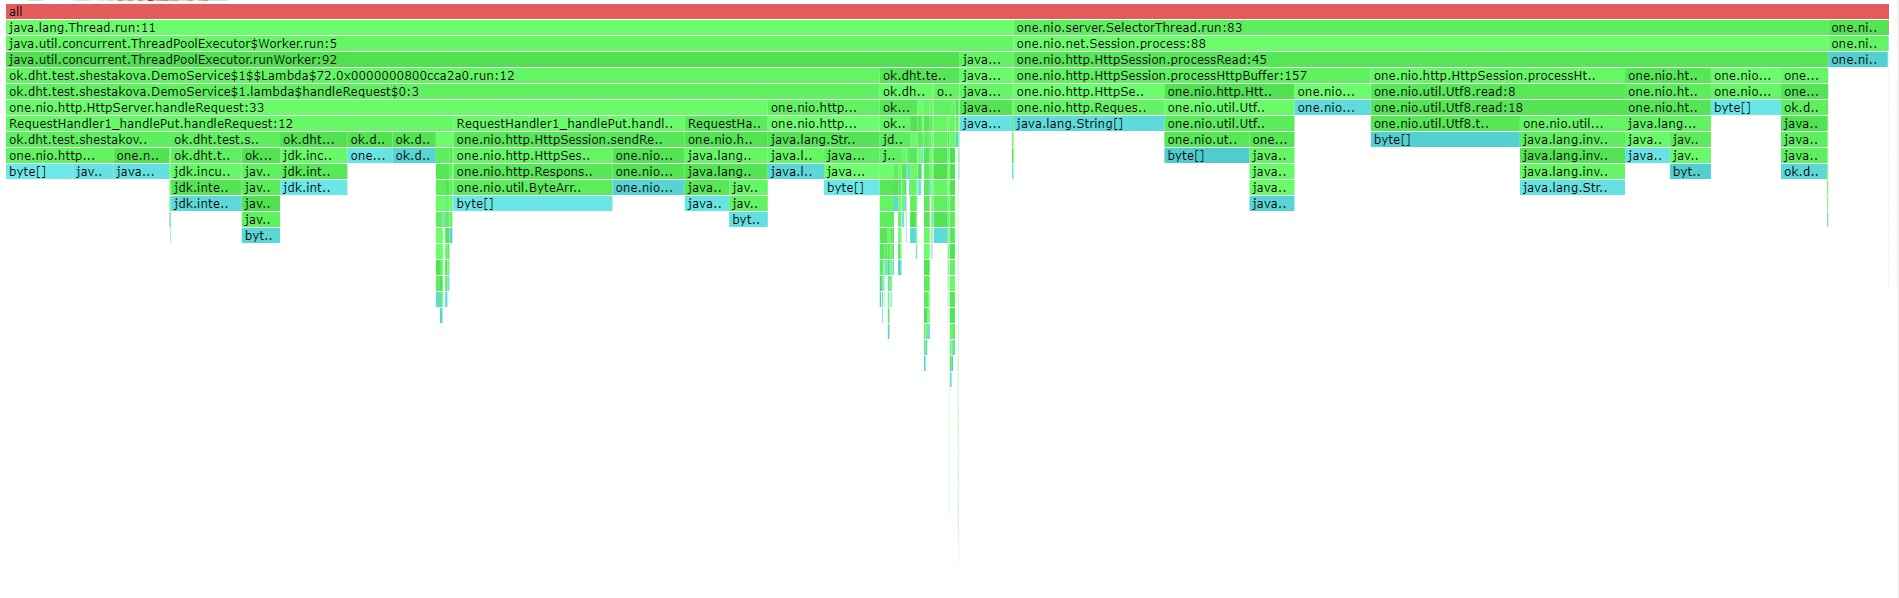 all
java.lang.Thread.run:11 one.nio.server.SelectorThread.run:83 one.ni..
java.util.concurrent.ThreadPoolExecutor$Worker.run:5 one.nio.net.Session.process:88 one.ni..
java.util.concurrent.ThreadPoolExecutor.runWorker:92 java... one.nio.http.HttpSession.processRead:45 one.ni..
ok.dht.test.shestakova.DemoService$1$$Lambda$72.0x0000000800cca2a0.run:12 ok.dht.te.. java... one.nio.http.HttpSession.processHttpBuffer:157 one.nio.http.HttpSession.processHt.. one.nio.ht.. one.nio... one...
ok.dht.test.shestakova.DemoService$1.lambda$handleRequest$0:3 ok.dh.. o.. java... one.nio.http.HttpSe.. one.nio.http.Htt.. one.nio... one.nio.util.Utf8.read:8 one.nio.ht.. one.nio... one...
one.nio.http.HttpServer.handleRequest:33 one.nio.http... ok... java... one.nio.http.Reques.. one.nio.util.Utf.. one.nio... one.nio.util.Utf8.read:18 one.nio.ht.. byte[] ok.d..
RequestHandler1_handlePut.handleRequest:12 RequestHandler1_handlePut.handl.. RequestHa.. one.nio.http... ok.. java... java.lang.String[] one.nio.util.Utf.. one.nio.util.Utf8.t.. one.nio.util... java.lang... java..
ok.dht.test.shestakov.. ok.dht.test.s.. ok.dht... ok.d.. ok.d.. one.nio.http.HttpSession.sendRe.. one.nio.h.. java.lang.Str.. jd.. one.nio.ut.. one... byte[] java.lang.inv.. java.. jav.. java..
one.nio.http... one.n.. ok.dht.t.. ok... jdk.inc.. one... ok.d.. one.nio.http.HttpSes.. one.nio... java.lang.. java.l.. java... j.. byte[] java.. java.lang.inv.. java.. jav.. java..
byte[] jav.. java... jdk.incu.. jav.. jdk.int.. one.nio.http.Respons.. one.nio... java.lang.. java.l.. java... java.. java.lang.inv.. byt.. ok.d..
jdk.inte.. jav.. jdk.int.. one.nio.util.ByteArr.. one.nio... java.. jav.. byte[] java.. java.lang.Str..
jdk.inte.. jav.. byte[] java.. jav.. java..
jav.. byt..
byt..